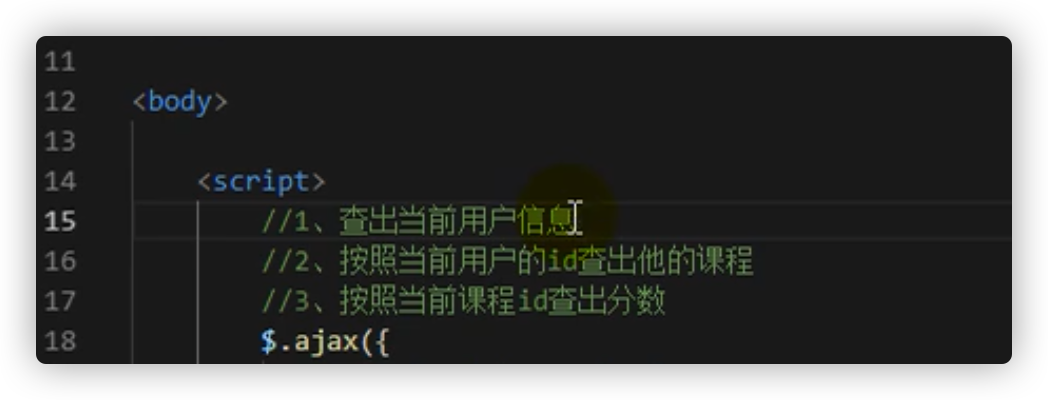 11
12 <body>
13
14 <script>
15 //1、查出当前用户信息
16 //2、按照当前用户的id查出他的课程
17 //3、按照当前课程id查出分数
18 $.ajax({